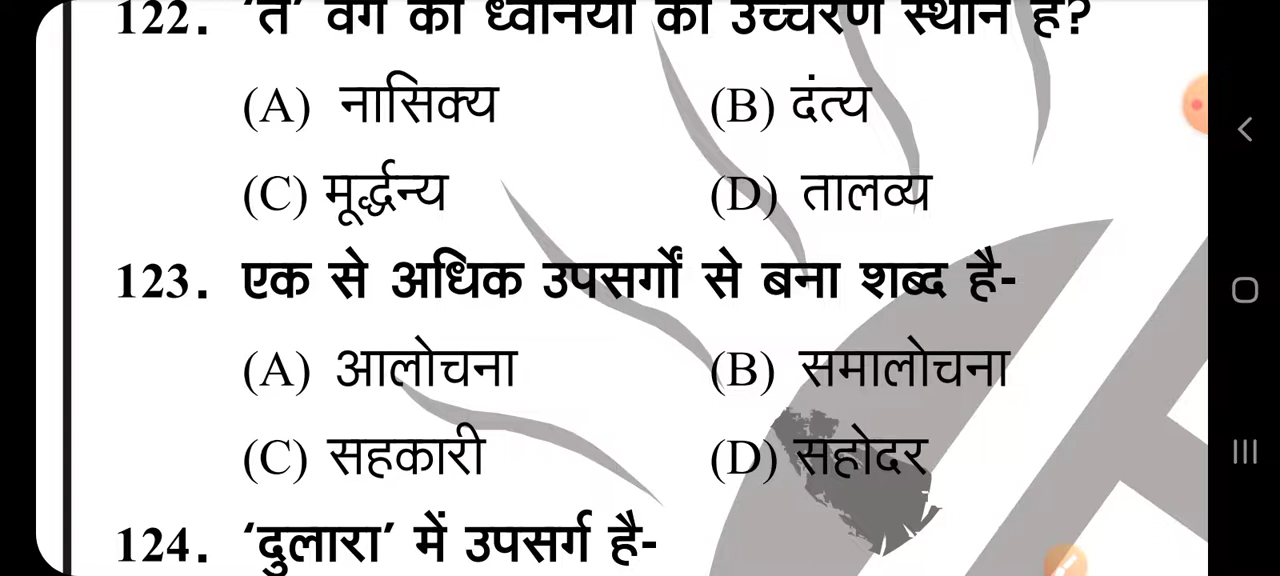 122. 'त' वर्ग की ध्वनियों का उच्चरण स्थान है?
(A) नासिक्य (B) दंत्य
(C) मूर्द्धन्य (D) तालव्य
123. एक से अधिक उपसर्गों से बना शब्द है-
(A) आलोचना (B) समालोचना
(C) सहकारी (D) सहोदर
124. 'दुलारा' में उपसर्ग है-